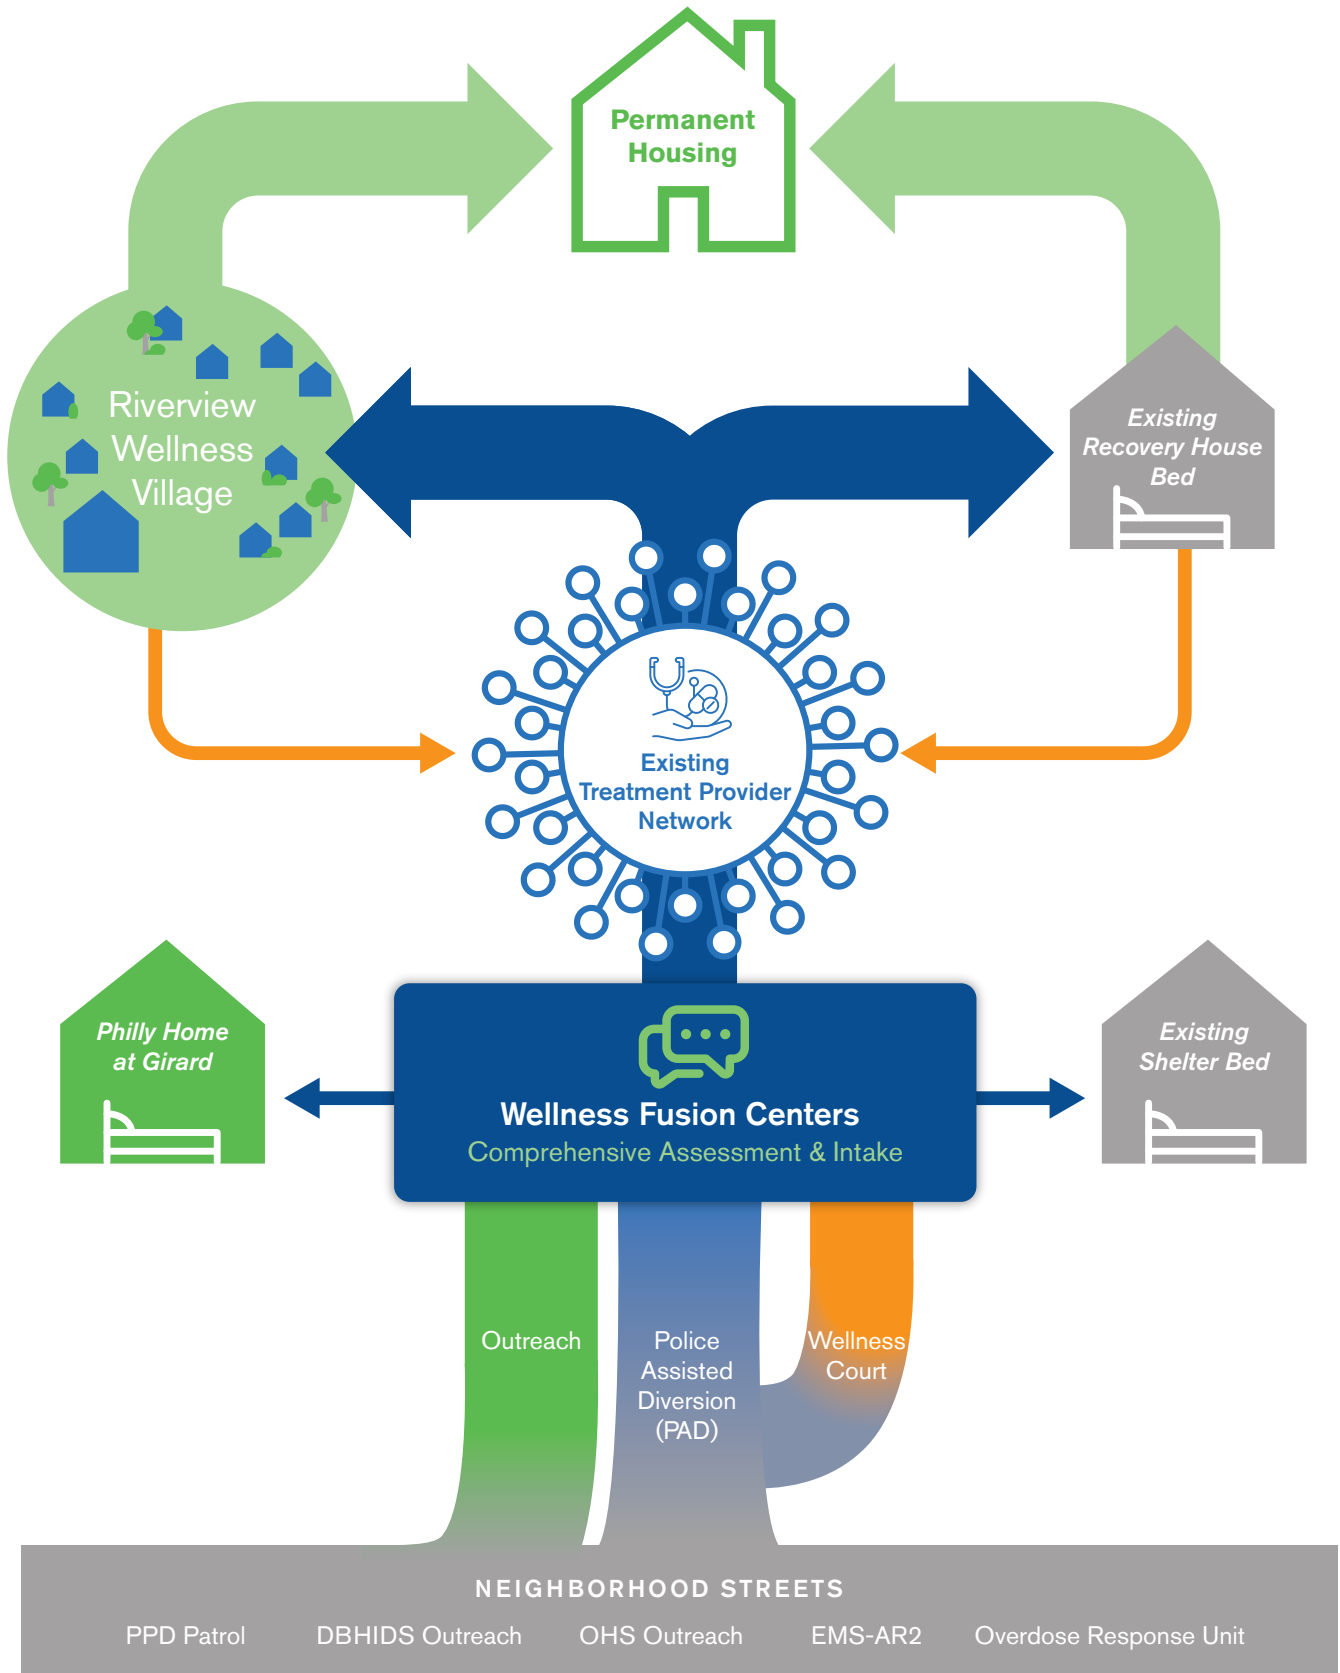 Permanent
Housing
Riverview
Wellness
Village
Existing
Recovery House
Bed
Existing
Treatment Provider
Network
Philly Home
at Girard
Wellness Fusion Centers
Comprehensive Assessment & Intake
Existing
Shelter Bed
Outreach
Police
Assisted
Diversion
(PAD)
Wellness
Court
NEIGHBORHOOD STREETS
PPD Patrol DBHIDS Outreach OHS Outreach EMS-AR2 Overdose Response Unit